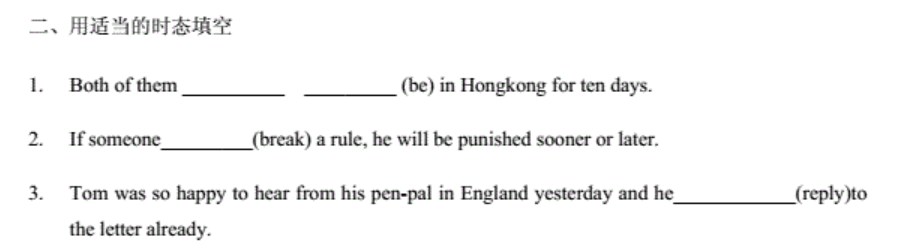 二、用适当的时态填空
1. Both of them __________ _________ (be) in Hongkong for ten days.
2. If someone_________(break) a rule, he will be punished sooner or later.
3. Tom was so happy to hear from his pen-pal in England yesterday and he____________(reply)to
the letter already.